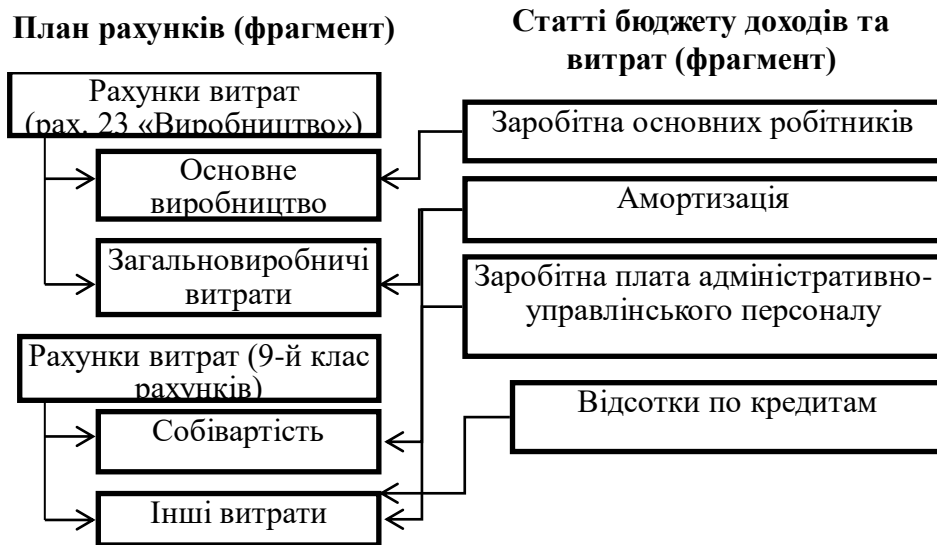 План рахунків (фрагмент)
Рахунки витрат
(рах. 23 «Виробництво»)
Основне
виробництво
Загальновиробничі
витрати
Рахунки витрат (9-й клас
рахунків)
Собівартість
Інші витрати
Статті бюджету доходів та
витрат (фрагмент)
Заробітна основних робітників
Амортизація
Заробітна плата адміністративно-
управлінського персоналу
Відсотки по кредитам